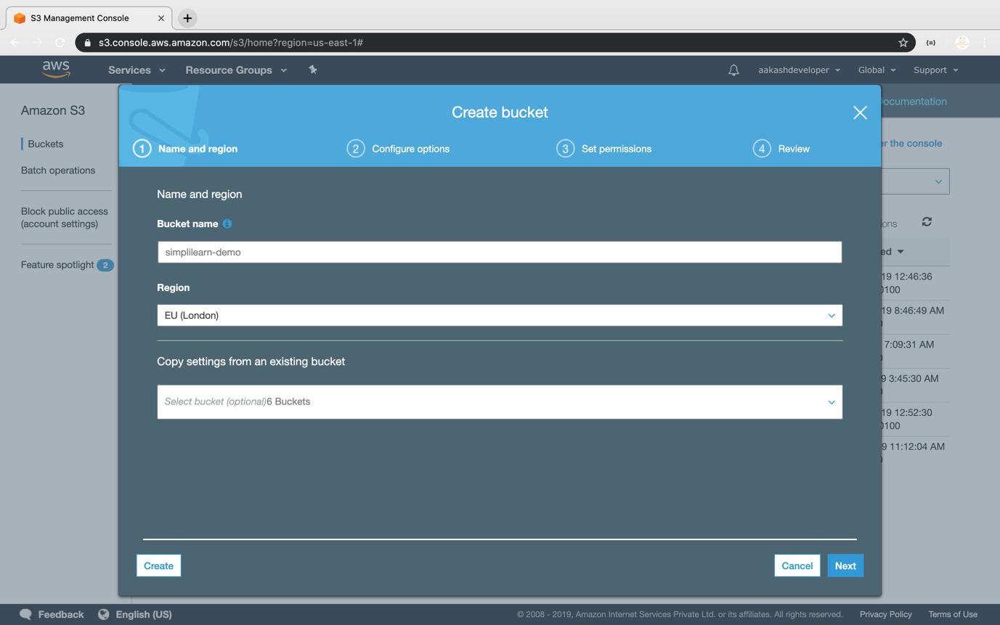 S3 Management Console
s3.console.aws.amazon.com/s3/home?region=us-east-1#
aws
Services
Resource Groups
aakashdeveloper
Global
Support
Amazon S3
Buckets
Batch operations
Block public access
(account settings)
Feature spotlight 2
Create bucket
1 Name and region
2 Configure options
3 Set permissions
4 Review
Name and region
Bucket name
simplilearn-demo
Region
EU (London)
Copy settings from an existing bucket
Select bucket (optional)6 Buckets
Create
Cancel
Next
ocumentation
er the console
ons
ed
19 12:46:36
0100
19 8:46:49 AM
7:09:31 AM
9 3:45:30 AM
19 12:52:30
0100
9 11:12:04 AM
Feedback
English (US)
© 2008 - 2019, Amazon Internet Services Private Ltd. or its affiliates. All rights reserved.
Privacy Policy
Terms of Use